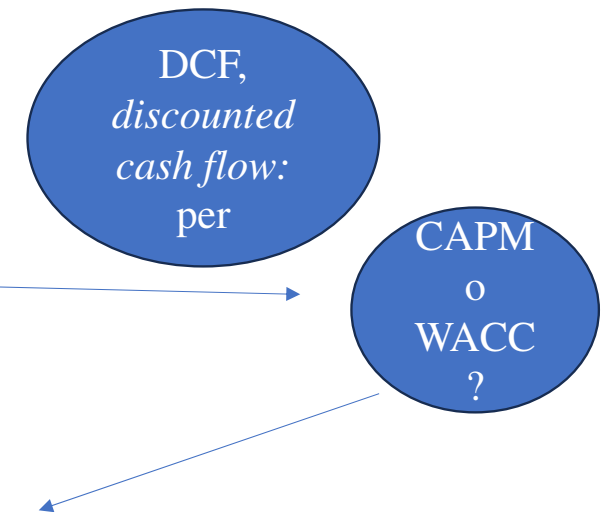 DCF,
discounted
cash flow:
per
CAPM
o
WACC
?